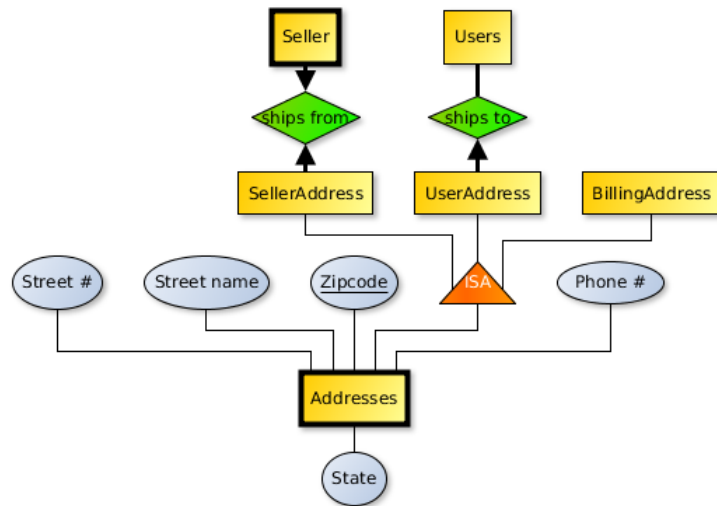 Seller
Users
ships from
ships to
SellerAddress
UserAddress
BillingAddress
Street #
Street name
Zipcode
ISA
Phone #
Addresses
State